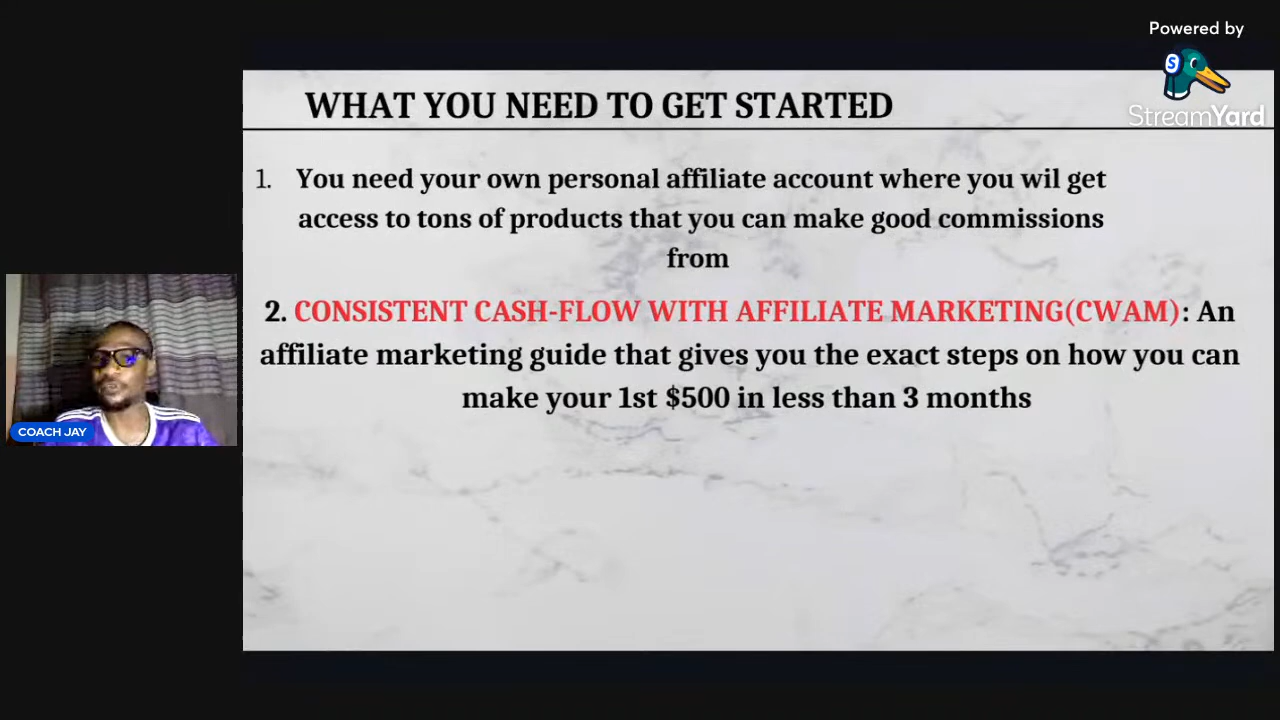 Powered by
StreamYard
WHAT YOU NEED TO GET STARTED
1. You need your own personal affiliate account where you wil get
access to tons of products that you can make good commissions
from
2. CONSISTENT CASH-FLOW WITH AFFILIATE MARKETING(CWAM): An
affiliate marketing guide that gives you the exact steps on how you can
make your 1st $500 in less than 3 months
COACH JAY